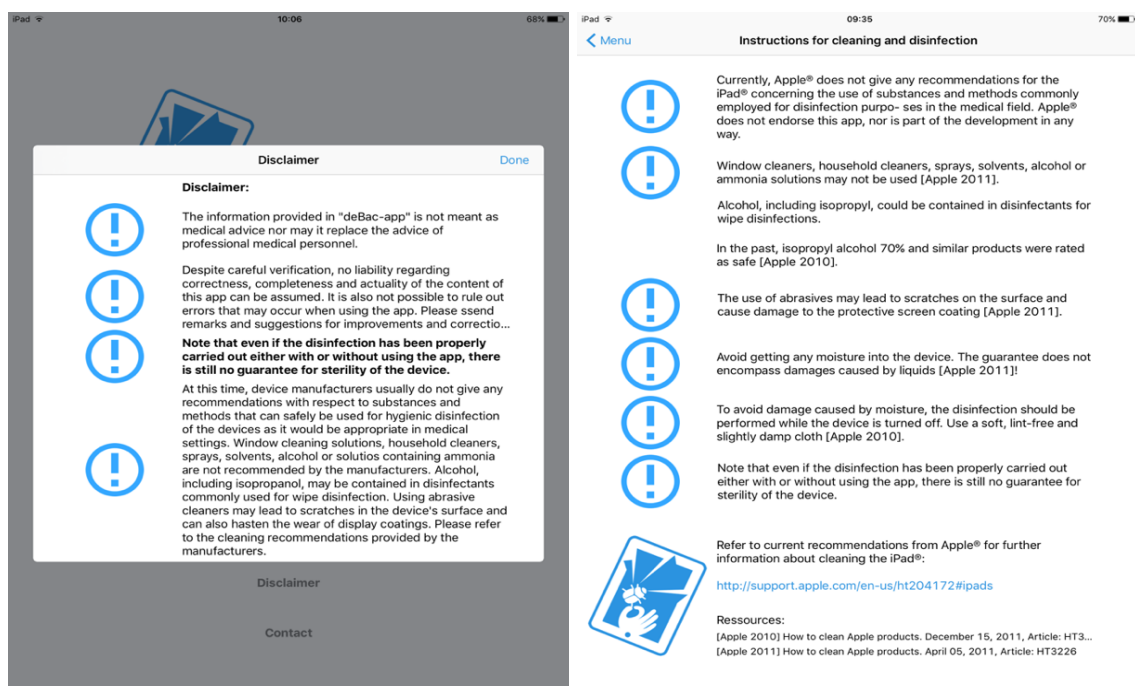 iPad 10:06 68%
Disclaimer Done
Disclaimer:
The information provided in "deBac-app" is not meant as
medical advice nor may it replace the advice of
professional medical personnel.
Despite careful verification, no liability regarding
correctness, completeness and actuality of the content of
this app can be assumed. It is also not possible to rule out
errors that may occur when using the app. Please ssend
remarks and suggestions for improvements and correctio...
Note that even if the disinfection has been properly
carried out either with or without using the app, there
is still no guarantee for sterility of the device.
At this time, device manufacturers usually do not give any
recommendations with respect to substances and
methods that can safely be used for hygienic disinfection
of the devices as it would be appropriate in medical
settings. Window cleaning solutions, household cleaners,
sprays, solvents, alcohol or solutios containing ammonia
are not recommended by the manufacturers. Alcohol,
including isopropanol, may be contained in disinfectants
commonly used for wipe disinfection. Using abrasive
cleaners may lead to scratches in the device's surface and
can also hasten the wear of display coatings. Please refer
to the cleaning recommendations provided by the
manufacturers.
Disclaimer
Contact
iPad 09:35 70%
Menu Instructions for cleaning and disinfection
Currently, Apple® does not give any recommendations for the
iPad® concerning the use of substances and methods commonly
employed for disinfection purpo- ses in the medical field. Apple®
does not endorse this app, nor is part of the development in any
way.
Window cleaners, household cleaners, sprays, solvents, alcohol or
ammonia solutions may not be used [Apple 2011].
Alcohol, including isopropyl, could be contained in disinfectants for
wipe disinfections.
In the past, isopropyl alcohol 70% and similar products were rated
as safe [Apple 2010].
The use of abrasives may lead to scratches on the surface and
cause damage to the protective screen coating [Apple 2011].
Avoid getting any moisture into the device. The guarantee does not
encompass damages caused by liquids [Apple 2011]!
To avoid damage caused by moisture, the disinfection should be
performed while the device is turned off. Use a soft, lint-free and
slightly damp cloth [Apple 2010].
Note that even if the disinfection has been properly carried out
either with or without using the app, there is still no guarantee for
sterility of the device.
Refer to current recommendations from Apple® for further
information about cleaning the iPad®:
http://support.apple.com/en-us/ht204172#ipads
Ressources:
[Apple 2010] How to clean Apple products. December 15, 2011, Article: HT3...
[Apple 2011] How to clean Apple products. April 05, 2011, Article: HT3226